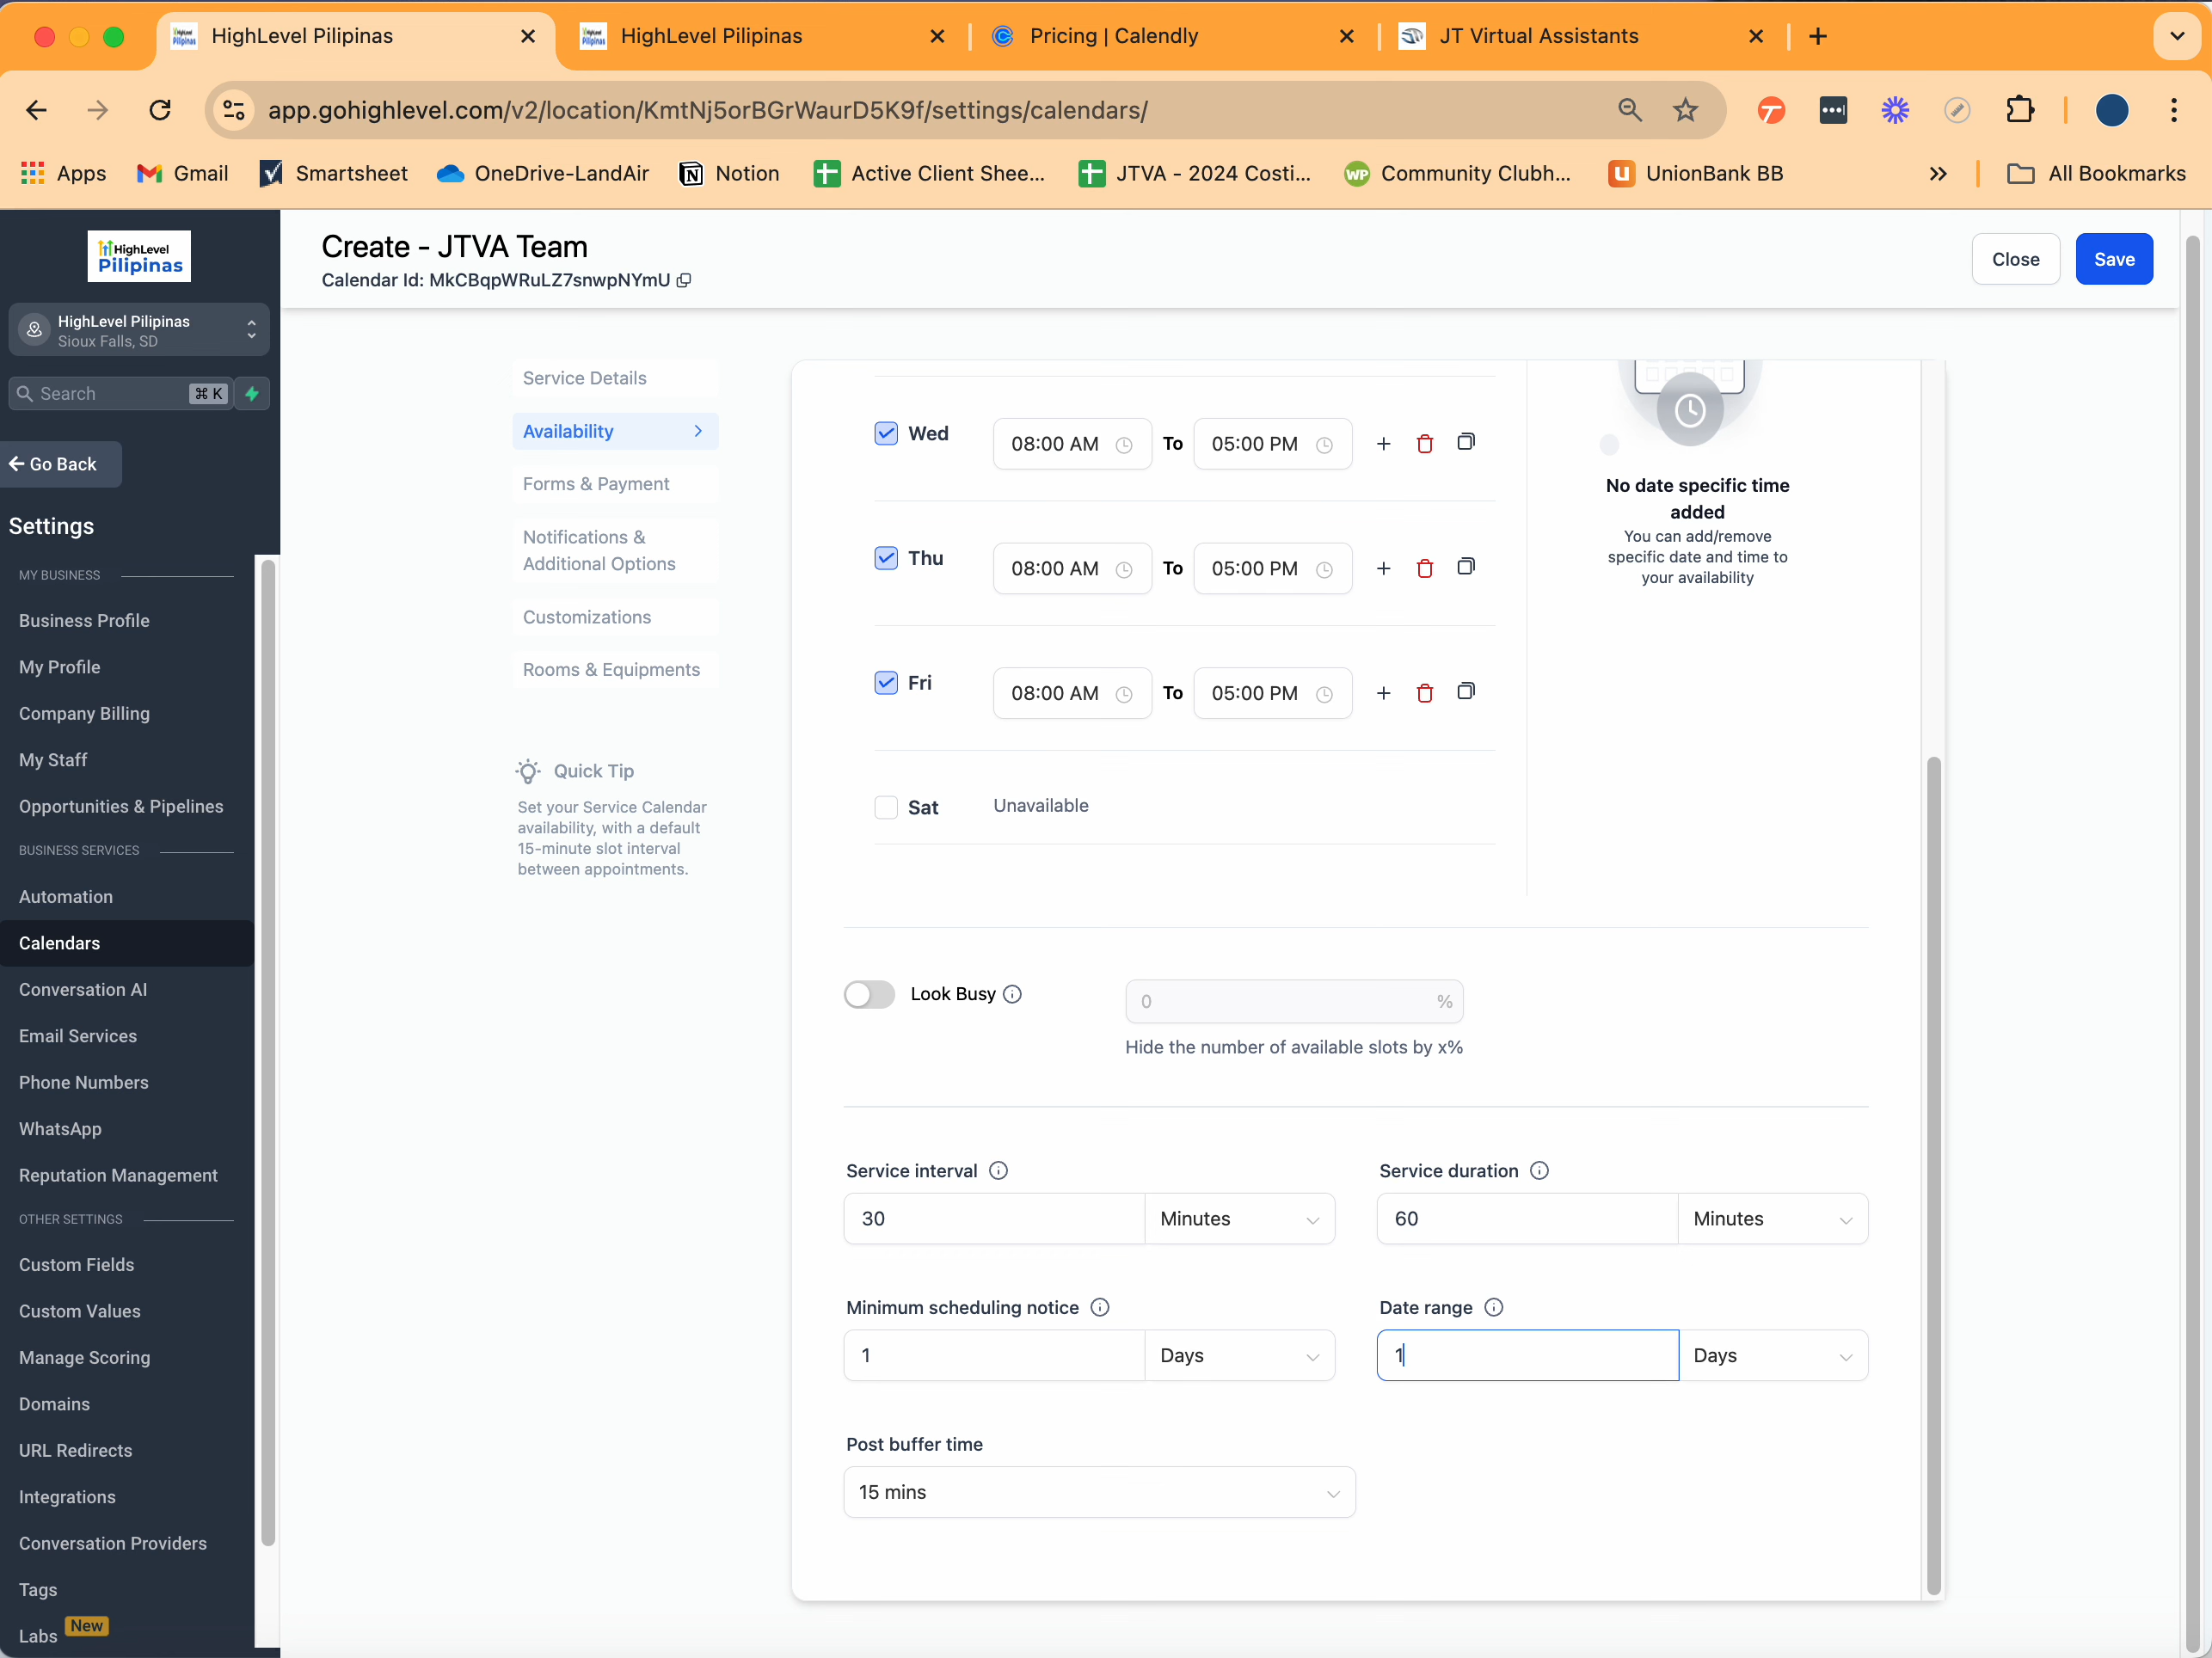 HighLevel Pilipinas
HighLevel Pilipinas
Pricing | Calendly
JT Virtual Assistants
app.gohighlevel.com/v2/location/KmtNj5orBGrWaurD5K9f/settings/calendars/
Apps
Gmail
Smartsheet
OneDrive-LandAir
Notion
Active Client Shee...
JTVA - 2024 Costi...
Community Clubh...
UnionBank BB
All Bookmarks
HighLevel
Pilipinas
HighLevel Pilipinas
Sioux Falls, SD
Search
⌘ K
Go Back
Settings
MY BUSINESS
Business Profile
My Profile
Company Billing
My Staff
Opportunities & Pipelines
BUSINESS SERVICES
Automation
Calendars
Conversation AI
Email Services
Phone Numbers
WhatsApp
Reputation Management
OTHER SETTINGS
Custom Fields
Custom Values
Manage Scoring
Domains
URL Redirects
Integrations
Conversation Providers
Tags
Labs New
Create - JTVA Team
Calendar Id: MkCBqpWRuLZ7snwpNYmU
Close
Save
Service Details
Availability
Forms & Payment
Notifications &
Additional Options
Customizations
Rooms & Equipments
Quick Tip
Set your Service Calendar
availability, with a default
15-minute slot interval
between appointments.
Wed 08:00 AM To 05:00 PM
Thu 08:00 AM To 05:00 PM
Fri 08:00 AM To 05:00 PM
Sat Unavailable
No date specific time
added
You can add/remove
specific date and time to
your availability
Look Busy
0 %
Hide the number of available slots by x%
Service interval
30 Minutes
Service duration
60 Minutes
Minimum scheduling notice
1 Days
Date range
1 Days
Post buffer time
15 mins